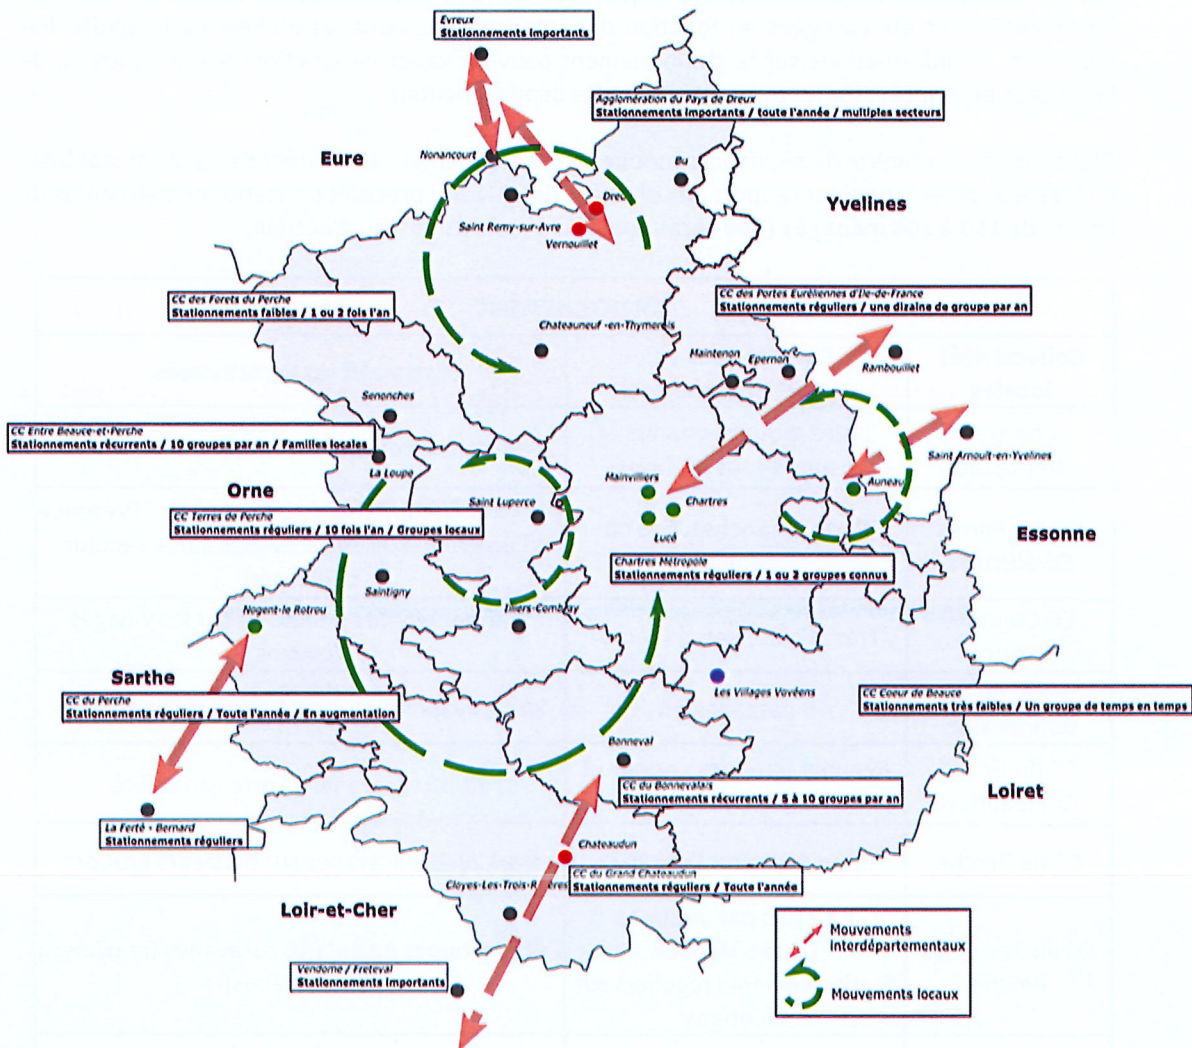 Evreux
Stationnements importants
Agglomération du Pays de Dreux
Stationnements importants / toute l'année / multiples secteurs
Eure
Nonancourt
Bu
Yvelines
Dreu
Saint Remy-sur-Avre
Vernouillet
CC des Forets du Perche
Stationnements faibles / 1 ou 2 fois l'an
CC des Portes Euréliennes d'Ile-de-France
Stationnements réguliers / une dizaine de groupe par an
Chateauneuf -en-Thymerais
Maintenon
Epernon
Rambouillet
Senonches
CC Entre Beauce-et-Perche
Stationnements récurrents / 10 groupes par an / Familles locales
Saint Arnoult-en-Yvelines
La Loupe
Mainvilliers
Auneau
Orne
Saint Luperce
Chartres
CC Terres de Perche
Stationnements réguliers / 10 fois l'an / Groupes locaux
Lucé
Essonne
Chartres Métropole
Stationnements réguliers / 1 ou 2 groupes connus
Saintigny
Nogent-le Rotrou
Illiers-Combray
Sarthe
CC du Perche
Stationnements réguliers / Toute l'année / En augmentation
Les Villages Vovéens
CC Coeur de Beauce
Stationnements très faibles / Un groupe de temps en temps
Bonneval
CC du Bonnevalais
Stationnements récurrents / 5 à 10 groupes par an
Loiret
La Ferté - Bernard
Stationnements réguliers
Chateaudun
CC du Grand Chateaudun
Stationnements réguliers / Toute l'année
Cloyes-Les-Trois-R ères
Loir-et-Cher
Mouvements
Interdépartementaux
Mouvements locaux
Vendome / Freteval
Stationnements importants